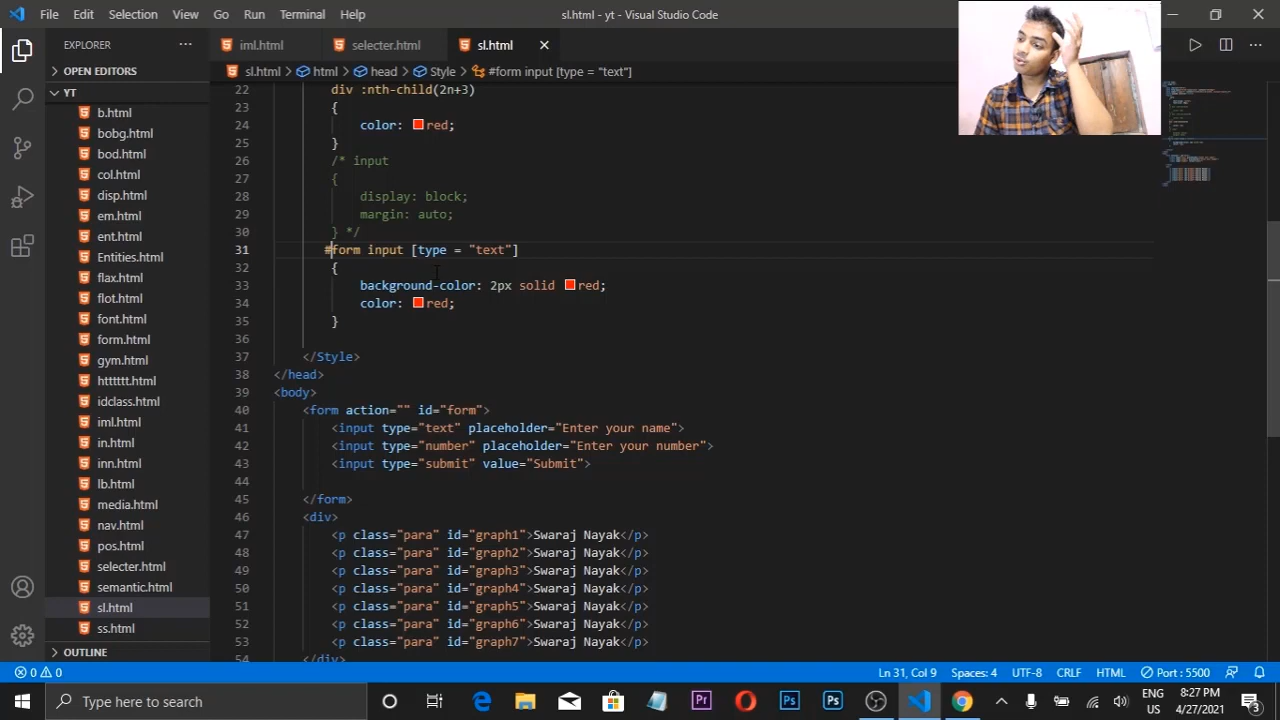 File Edit Selection View Go Run Terminal Help
sl.html - yt - Visual Studio Code
EXPLORER
iml.html
selecter.html
sl.html
OPEN EDITORS
sl.html > html > head > Style > #form input [type = "text"]
YT
b.html
bobg.html
bod.html
col.html
disp.html
em.html
ent.html
Entities.html
flax.html
flot.html
font.html
form.html
gym.html
htttttt.html
idclass.html
iml.html
in.html
inn.html
lb.html
media.html
nav.html
pos.html
selecter.html
semantic.html
sl.html
ss.html
OUTLINE
22 div :nth-child(2n+3)
23 {
24 color: red;
25 }
26 /* input
27 {
28 display: block;
29 margin: auto;
30 } */
31 #form input [type = "text"]
32 {
33 background-color: 2px solid red;
34 color: red;
35 }
36
37 </Style>
38 </head>
39 <body>
40 <form action="" id="form">
41 <input type="text" placeholder="Enter your name">
42 <input type="number" placeholder="Enter your number">
43 <input type="submit" value="Submit">
44
45 </form>
46 <div>
47 <p class="para" id="graph1">Swaraj Nayak</p>
48 <p class="para" id="graph2">Swaraj Nayak</p>
49 <p class="para" id="graph3">Swaraj Nayak</p>
50 <p class="para" id="graph4">Swaraj Nayak</p>
51 <p class="para" id="graph5">Swaraj Nayak</p>
52 <p class="para" id="graph6">Swaraj Nayak</p>
53 <p class="para" id="graph7">Swaraj Nayak</p>
54 </div>
0 0
Ln 31, Col 9 Spaces: 4 UTF-8 CRLF HTML Port : 5500
Type here to search
Pr Ps Ps
ENG
US
8:27 PM
4/27/2021
3